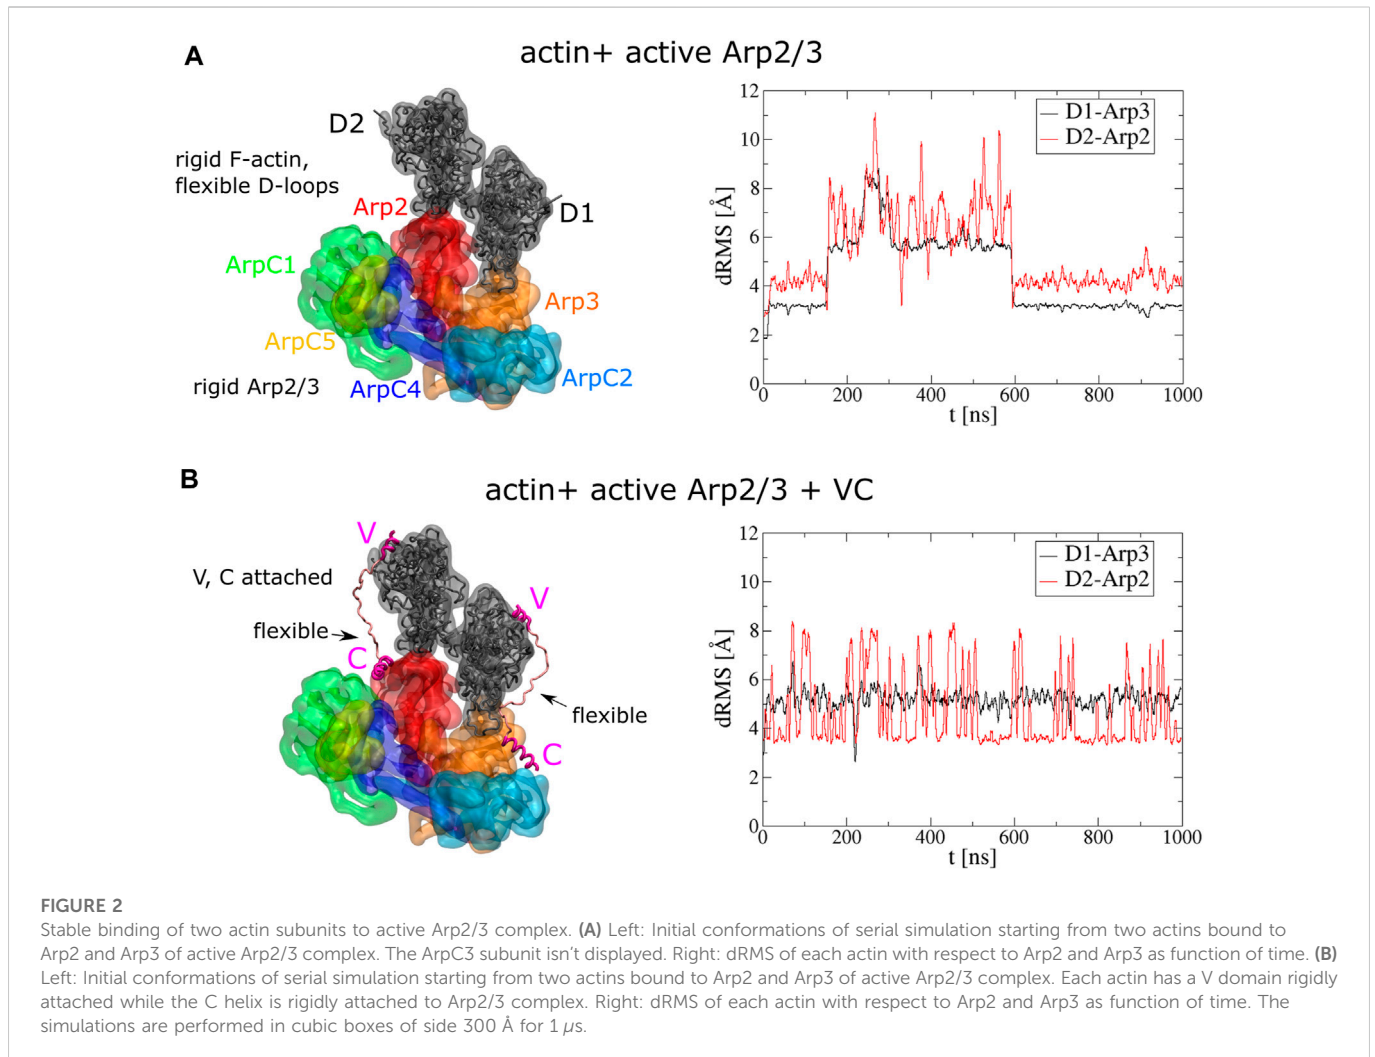 A
actin+ active Arp2/3
D2
rigid F-actin,
flexible D-loops
Arp2
D1
ArpC1
Arp3
ArpC5
rigid Arp2/3
ArpC4
ArpC2
12
10
8
6
4
2
0
dRMS [Å]
D1-Arp3
D2-Arp2
0 200 400 600 800 1000
t [ns]
B
actin+ active Arp2/3 + VC
V
V, C attached
V
flexible
C
flexible
C
12
10
8
6
4
2
0
dRMS [Å]
D1-Arp3
D2-Arp2
0 200 400 600 800 1000
t [ns]
FIGURE 2
Stable binding of two actin subunits to active Arp2/3 complex. (A) Left: Initial conformations of serial simulation starting from two actins bound to
Arp2 and Arp3 of active Arp2/3 complex. The ArpC3 subunit isn't displayed. Right: dRMS of each actin with respect to Arp2 and Arp3 as function of time. (B)
Left: Initial conformations of serial simulation starting from two actins bound to Arp2 and Arp3 of active Arp2/3 complex. Each actin has a V domain rigidly
attached while the C helix is rigidly attached to Arp2/3 complex. Right: dRMS of each actin with respect to Arp2 and Arp3 as function of time. The
simulations are performed in cubic boxes of side 300 Å for 1 μs.